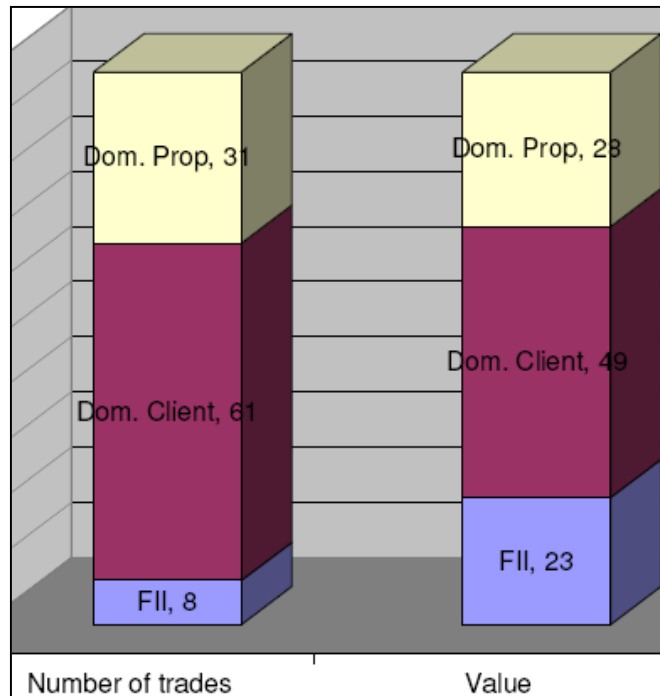 Dom. Prop, 31
Dom. Prop, 28
Dom. Client, 61
Dom. Client, 49
FII, 8
FII, 23
Number of trades
Value